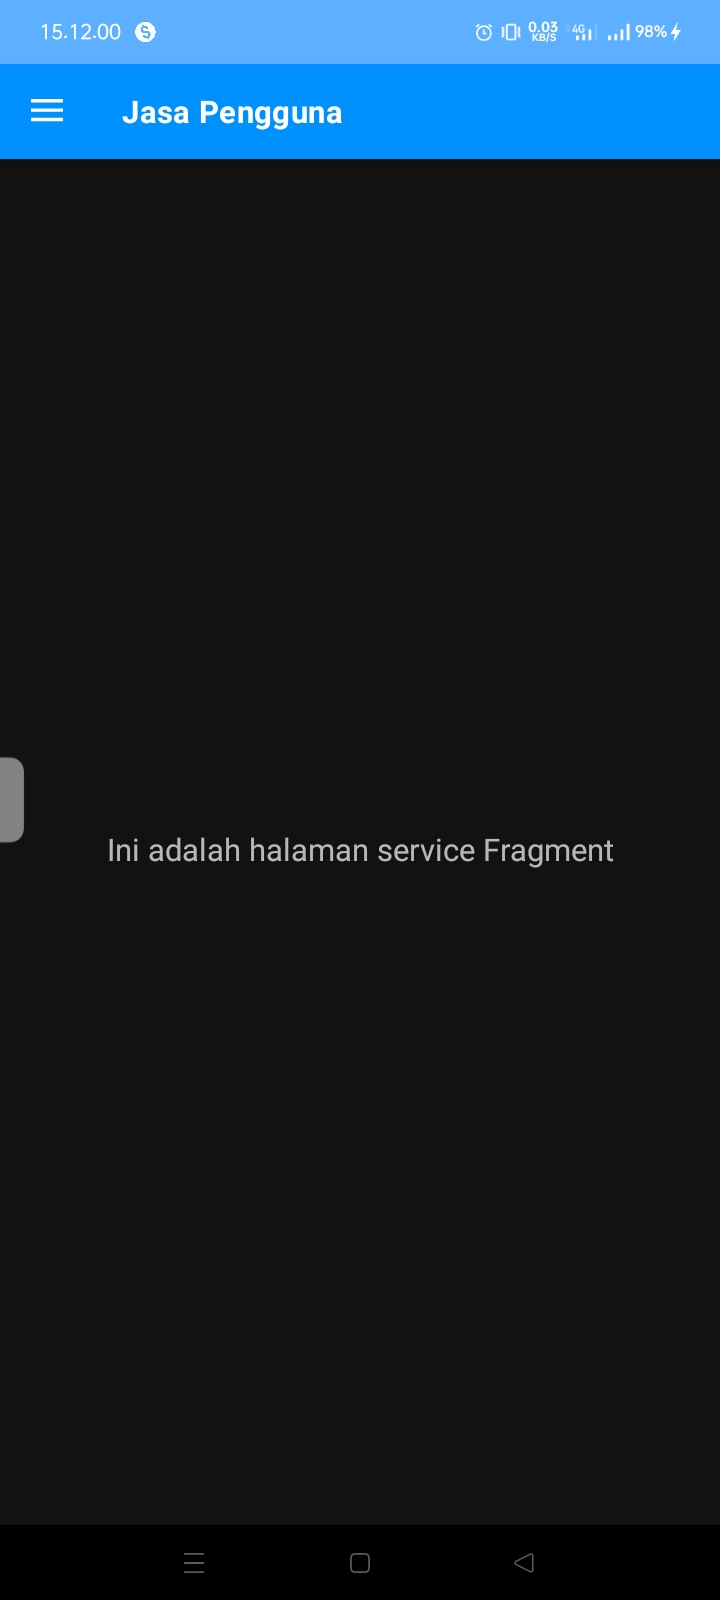 15.12.00
0.03
KB/S
4G
98%
Jasa Pengguna
Ini adalah halaman service Fragment